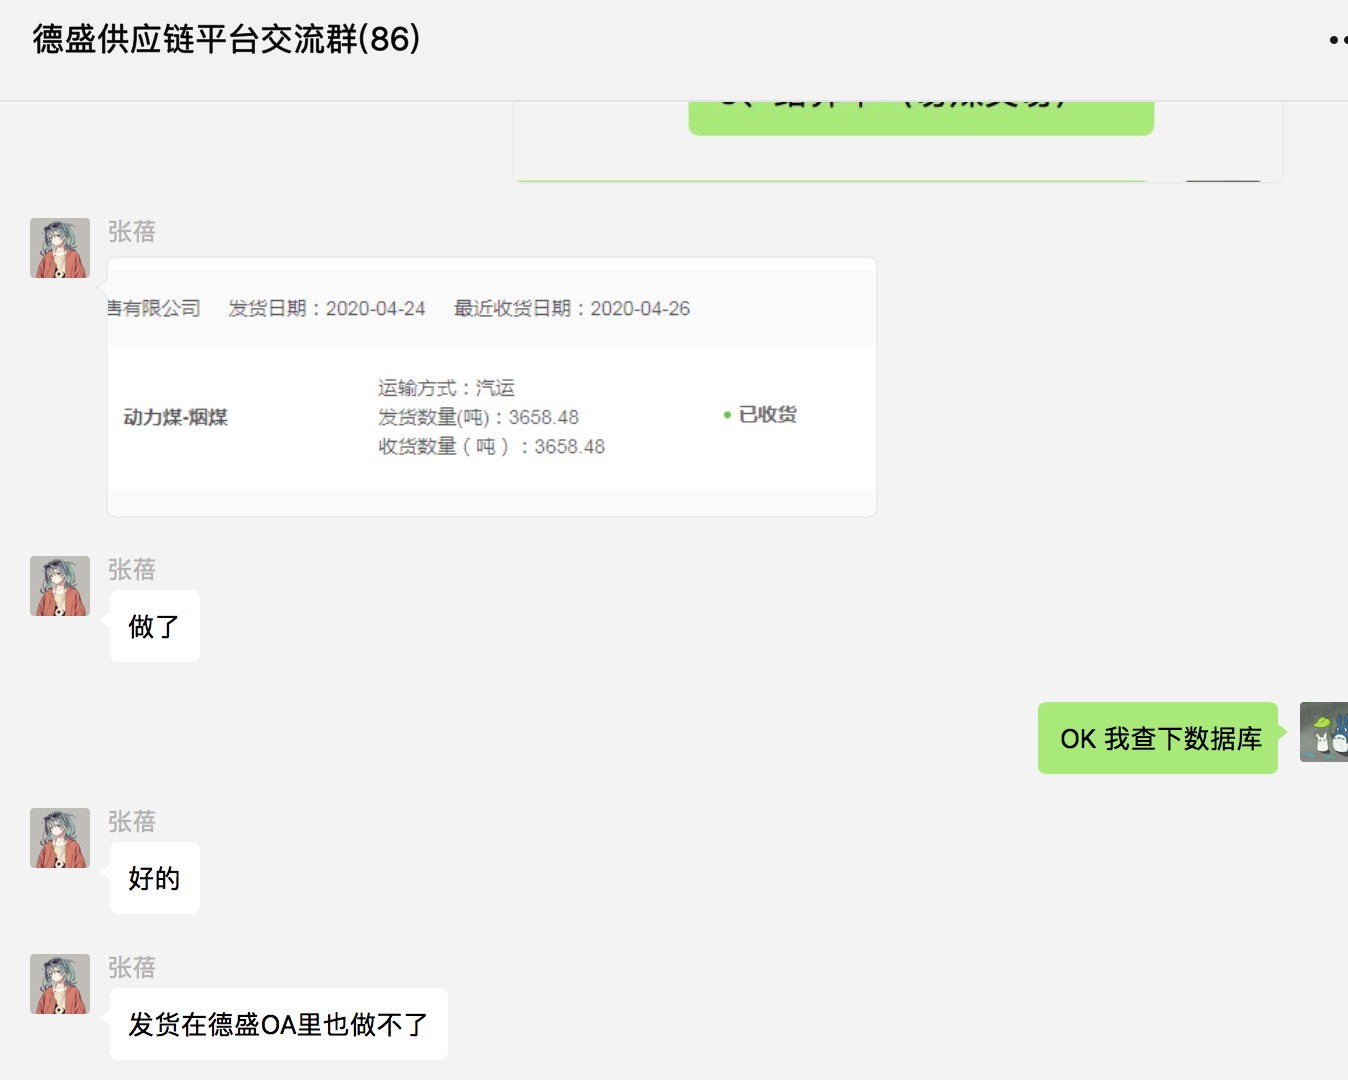 德盛供应链平台交流群(86)
张蓓
售有限公司 发货日期：2020-04-24 最近收货日期：2020-04-26
运输方式：汽运
动力煤-烟煤 发货数量(吨)：3658.48 已收货
收货数量（吨）：3658.48
张蓓
做了
OK 我查下数据库
张蓓
好的
张蓓
发货在德盛OA里也做不了